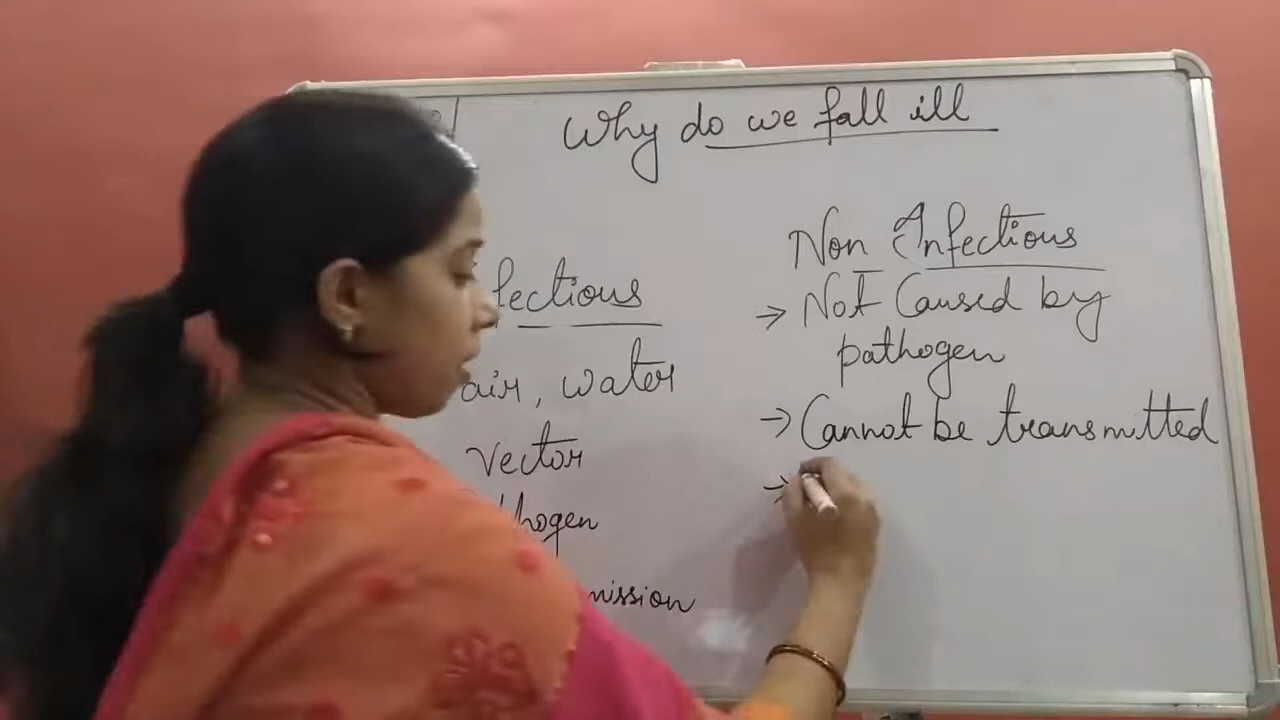 Why do we fall ill
Non Infectious
→ Not Caused by
pathogen
→ Cannot be transmitted
→
fectious
air, water
vector
hogen
mission